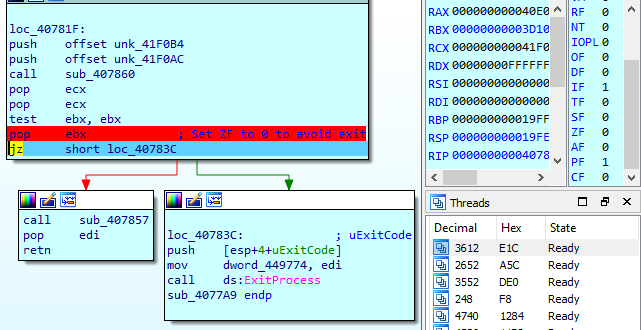 loc_40781F:
push offset unk_41F0B4
push offset unk_41F0AC
call sub_407860
pop ecx
pop ecx
test ebx, ebx
pop ebx ; Set ZF to 0 to avoid exit
jz short loc_40783C
call sub_407857
pop edi
retn
loc_40783C: ; uExitCode
push [esp+4+uExitCode]
mov dword_449774, edi
call ds:ExitProcess
sub_4077A9 endp
RAX 000000000040E0
RBX 0000000003D10
RCX 000000000041F0
RDX 00000000FFFFFF
RSI 00000000000000
RDI 00000000000000
RBP 000000000019FF
RSP 000000000019FE
RIP 00000000004078
RF 0
NT 0
IOPL 0
OF 0
DF 0
IF 1
TF 0
SF 0
ZF 0
AF 0
PF 1
CF 0
Threads
Decimal Hex State
3612 E1C Ready
2652 A5C Ready
3552 DE0 Ready
248 F8 Ready
4740 1284 Ready